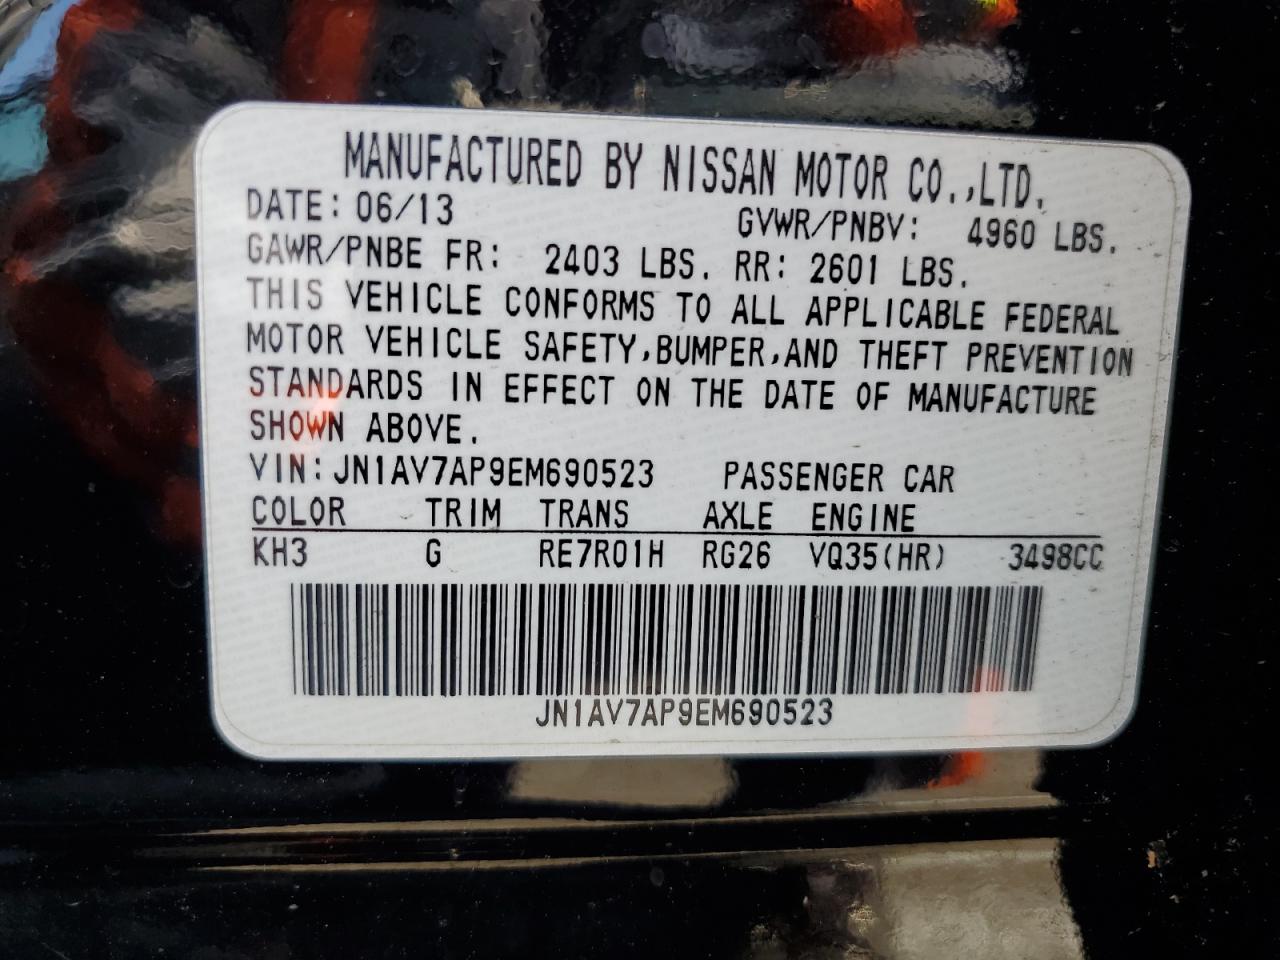 MANUFACTURED BY NISSAN MOTOR CO.,LTD.
DATE: 06/13 GVWR/PNBV: 4960 LBS.
GAWR/PNBE FR: 2403 LBS. RR: 2601 LBS.
THIS VEHICLE CONFORMS TO ALL APPLICABLE FEDERAL
MOTOR VEHICLE SAFETY,BUMPER,AND THEFT PREVENTION
STANDARDS IN EFFECT ON THE DATE OF MANUFACTURE
SHOWN ABOVE.
VIN: JN1AV7AP9EM690523 PASSENGER CAR
COLOR TRIM TRANS AXLE ENGINE
KH3 G RE7R01H RG26 VQ35(HR) 3498CC
JN1AV7AP9EM690523